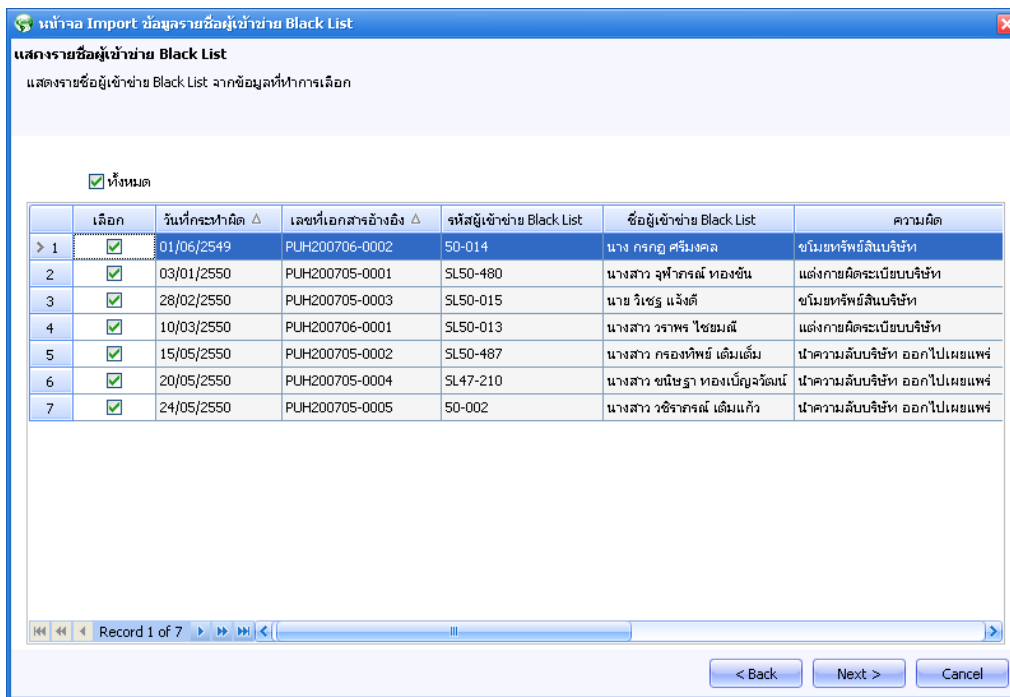 หน้าจอ Import ข้อมูลรายชื่อผู้เข้าข่าย Black List
แสดงรายชื่อผู้เข้าข่าย Black List
แสดงรายชื่อผู้เข้าข่าย Black List จากข้อมูลที่ทำการเลือก
ทั้งหมด
เลือก วันที่กระทำผิด เลขที่เอกสารอ้างอิง รหัสผู้เข้าข่าย Black List ชื่อผู้เข้าข่าย Black List ความผิด
> 1 01/06/2549 PUH200706-0002 50-014 นาง กรกฎ ศรีมงคล ขโมยทรัพย์สินบริษัท
2 03/01/2550 PUH200705-0001 SL50-480 นางสาว จุฬาภรณ์ ทองขัน แต่งกายผิดระเบียบบริษัท
3 28/02/2550 PUH200705-0003 SL50-015 นาย วิเชฐ แจ้งดี ขโมยทรัพย์สินบริษัท
4 10/03/2550 PUH200706-0001 SL50-013 นางสาว วราพร ไชยมณี แต่งกายผิดระเบียบบริษัท
5 15/05/2550 PUH200705-0002 SL50-487 นางสาว กรองทิพย์ เติมเต็ม นำความลับบริษัท ออกไปเผยแพร่
6 20/05/2550 PUH200705-0004 SL47-210 นางสาว ขนิษฐา ทองเบ็ญจวัฒน์ นำความลับบริษัท ออกไปเผยแพร่
7 24/05/2550 PUH200705-0005 50-002 นางสาว วชิราภรณ์ เติมแก้ว นำความลับบริษัท ออกไปเผยแพร่
Record 1 of 7
< Back Next > Cancel